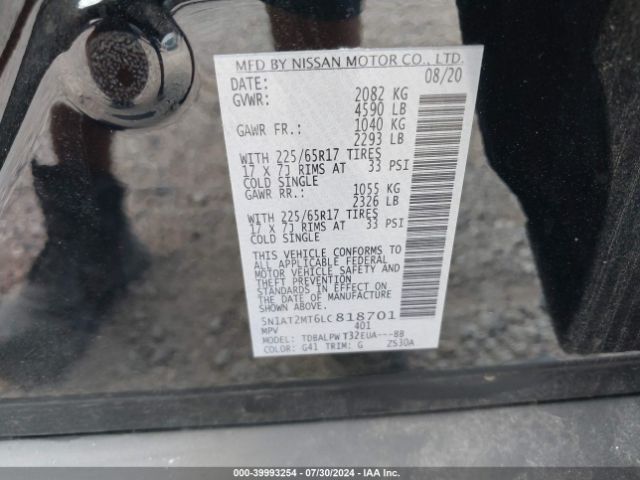 MFD BY NISSAN MOTOR CO., LTD.
DATE: 08/20
GVWR: 2082 KG
4590 LB
GAWR FR.: 1040 KG
2293 LB
WITH 225/65R17 TIRES
17 X 7J RIMS AT 33 PSI
COLD SINGLE
GAWR RR.: 1055 KG
2326 LB
WITH 225/65R17 TIRES
17 X 7J RIMS AT 33 PSI
COLD SINGLE
THIS VEHICLE CONFORMS TO
ALL APPLICABLE FEDERAL
MOTOR VEHICLE SAFETY AND
THEFT PREVENTION
STANDARDS IN EFFECT ON
THE DATE OF MANUFACTURE
SHOWN ABOVE.
5N1AT2MT6LC818701
MPV 401
MODEL: TDBALPWT32EUA---BB
COLOR: G41 TRIM: G ZS30A
000-39993254 / 07/30/2024 / IAA Inc.